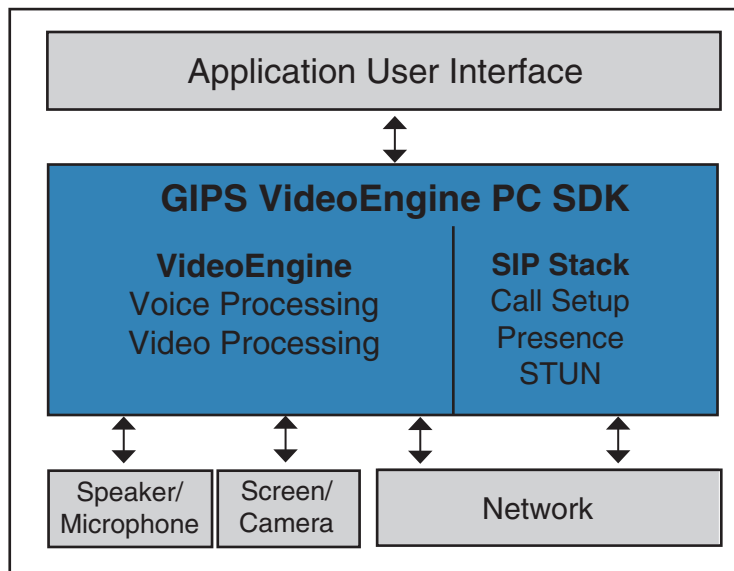 Application User Interface
GIPS VideoEngine PC SDK
VideoEngine
Voice Processing
Video Processing
SIP Stack
Call Setup
Presence
STUN
Speaker/
Microphone
Screen/
Camera
Network